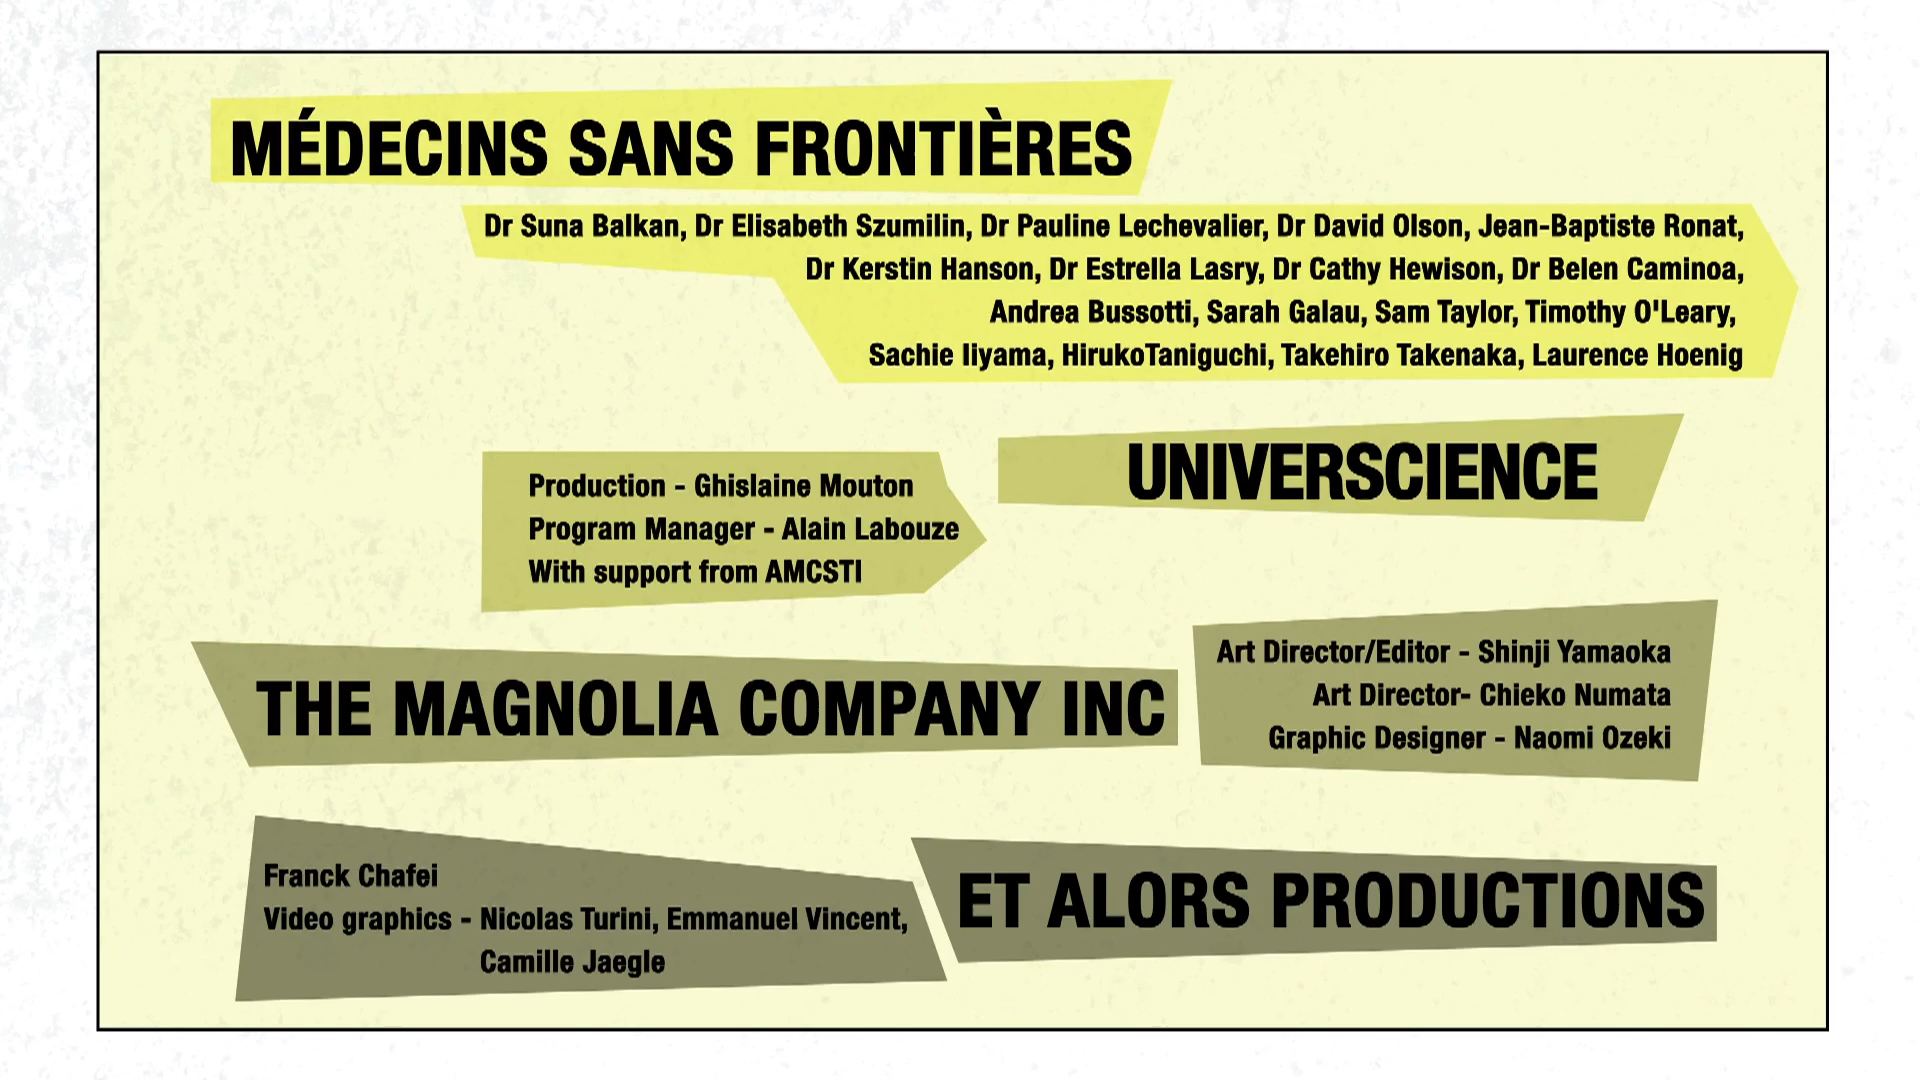 MÉDECINS SANS FRONTIÈRES
Dr Suna Balkan, Dr Elisabeth Szumilin, Dr Pauline Lechevalier, Dr David Olson, Jean-Baptiste Ronat,
Dr Kerstin Hanson, Dr Estrella Lasry, Dr Cathy Hewison, Dr Belen Caminoa,
Andrea Bussotti, Sarah Galau, Sam Taylor, Timothy O'Leary,
Sachie Iiyama, HirukoTaniguchi, Takehiro Takenaka, Laurence Hoenig
UNIVERSCIENCE
Production - Ghislaine Mouton
Program Manager - Alain Labouze
With support from AMCSTI
THE MAGNOLIA COMPANY INC
Art Director/Editor - Shinji Yamaoka
Art Director- Chieko Numata
Graphic Designer - Naomi Ozeki
ET ALORS PRODUCTIONS
Franck Chafei
Video graphics - Nicolas Turini, Emmanuel Vincent,
Camille Jaegle